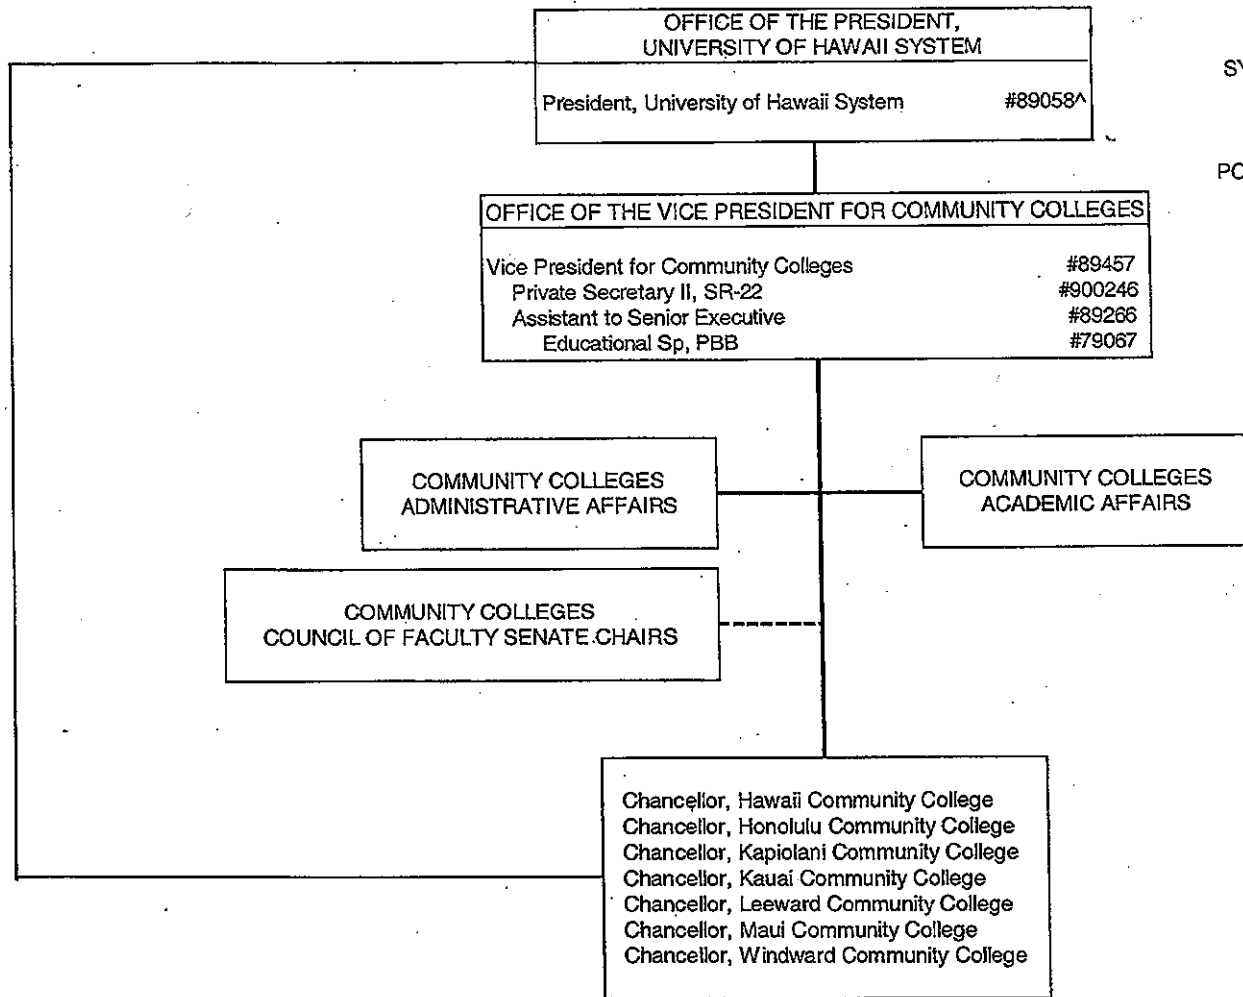 OFFICE OF THE PRESIDENT,
UNIVERSITY OF HAWAII SYSTEM
President, University of Hawaii System #89058^
SY
PO
OFFICE OF THE VICE PRESIDENT FOR COMMUNITY COLLEGES
Vice President for Community Colleges #89457
Private Secretary II, SR-22 #900246
Assistant to Senior Executive #89266
Educational Sp, PBB #79067
COMMUNITY COLLEGES
ADMINISTRATIVE AFFAIRS
COMMUNITY COLLEGES
ACADEMIC AFFAIRS
COMMUNITY COLLEGES
COUNCIL OF FACULTY SENATE CHAIRS
Chancellor, Hawaii Community College
Chancellor, Honolulu Community College
Chancellor, Kapiolani Community College
Chancellor, Kauai Community College
Chancellor, Leeward Community College
Chancellor, Maui Community College
Chancellor, Windward Community College